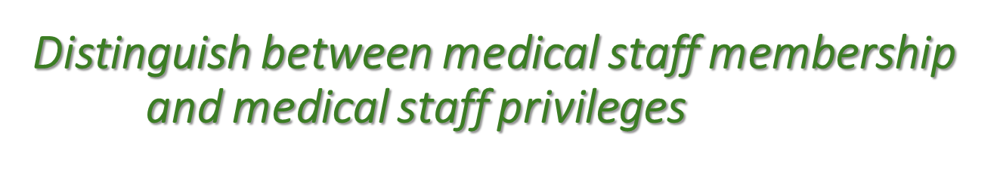 Distinguish between medical staff membership
and medical staff privileges